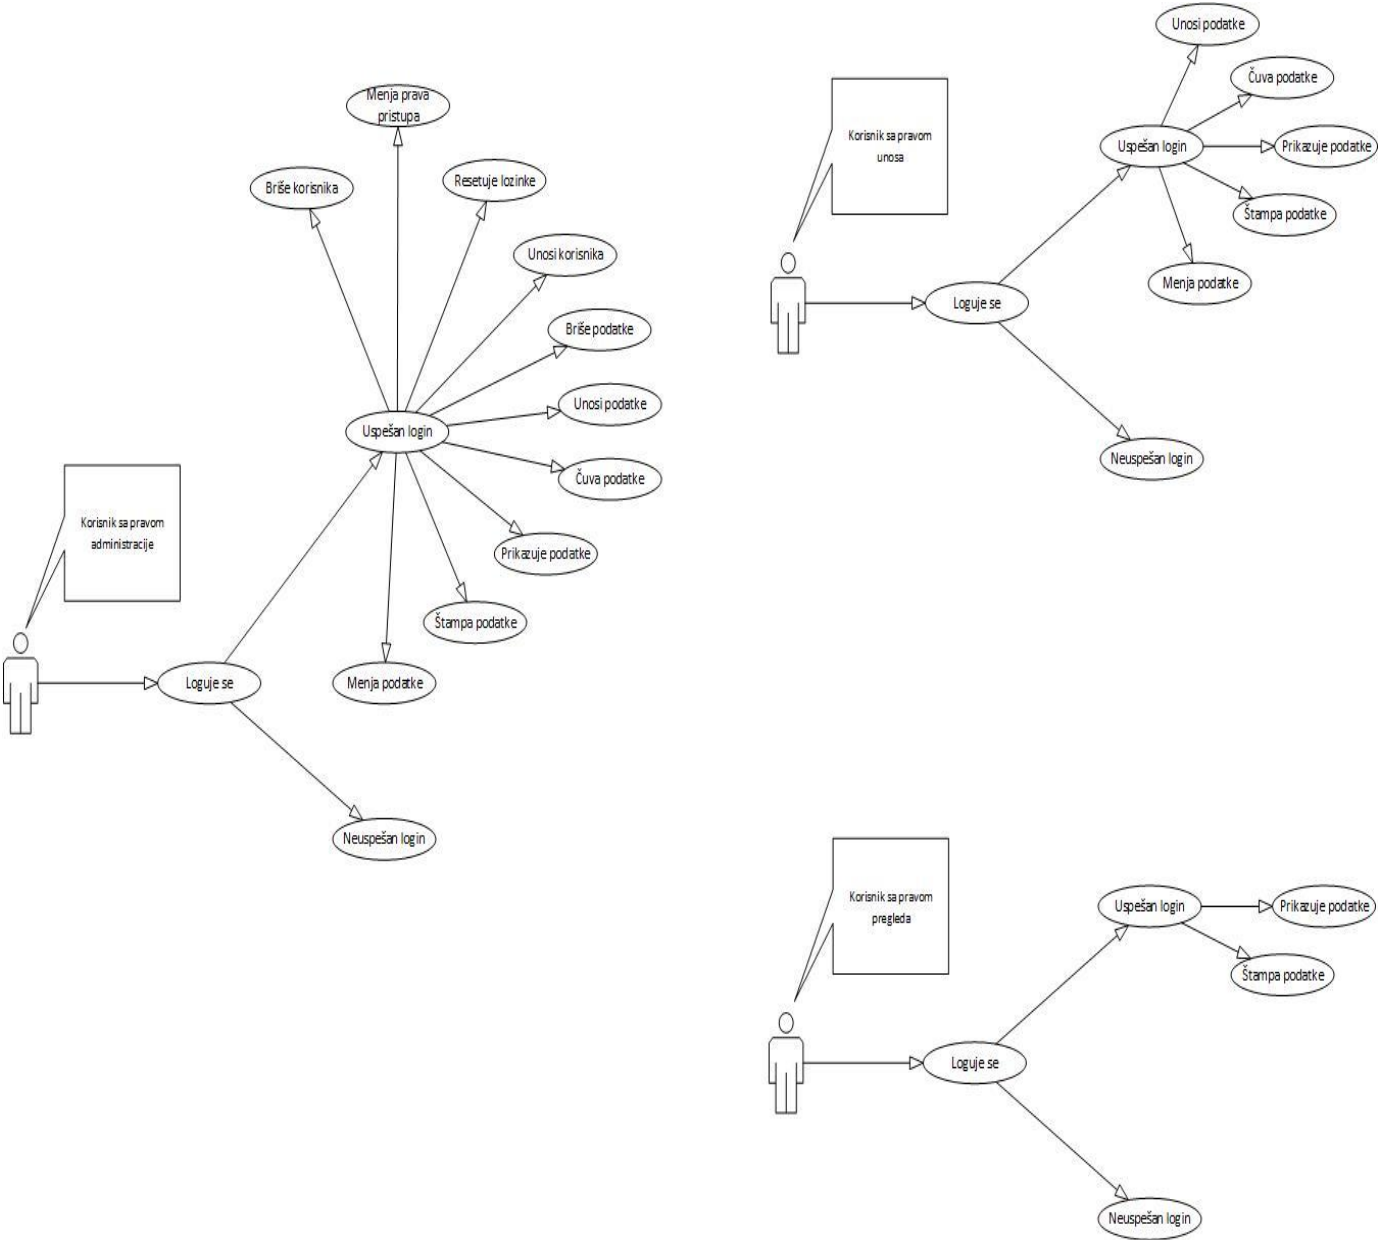 Menja prava
pristupa
Briše korisnika
Resetuje lozinke
Unosi korisnika
Briše podatke
Unosi podatke
Uspešan login
Čuva podatke
Korisnik sa pravom
administracije
Prikazuje podatke
Štampa podatke
Loguje se
Menja podatke
Neuspešan login
Unosi podatke
Čuva podatke
Korisnik sa pravom
unosa
Uspešan login
Prikazuje podatke
Štampa podatke
Menja podatke
Loguje se
Neuspešan login
Korisnik sa pravom
pregleda
Uspešan login
Prikazuje podatke
Štampa podatke
Loguje se
Neuspešan login